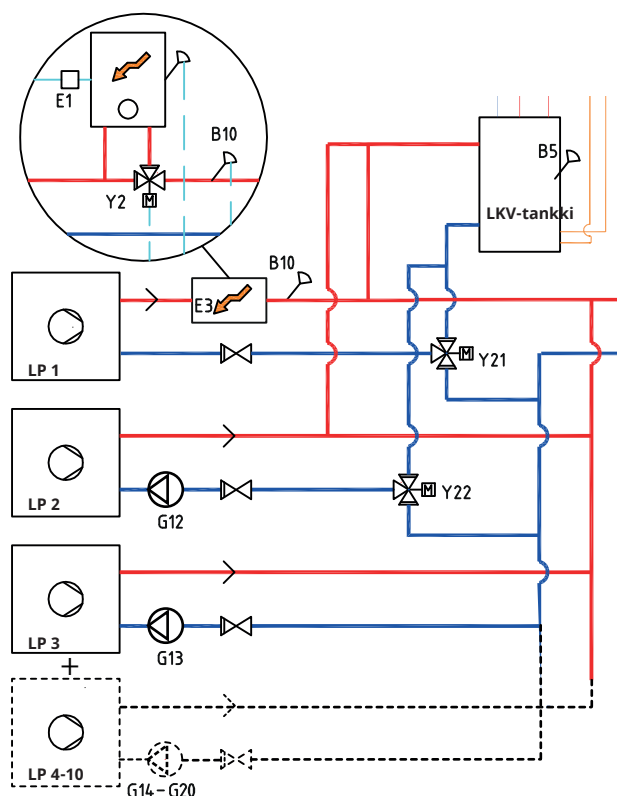 E1
B10
Y2
M
B5
LKV-tankki
B10
E3
LP 1
M
Y21
LP 2
G12
M
Y22
LP 3
G13
+
LP 4-10
G14-G20